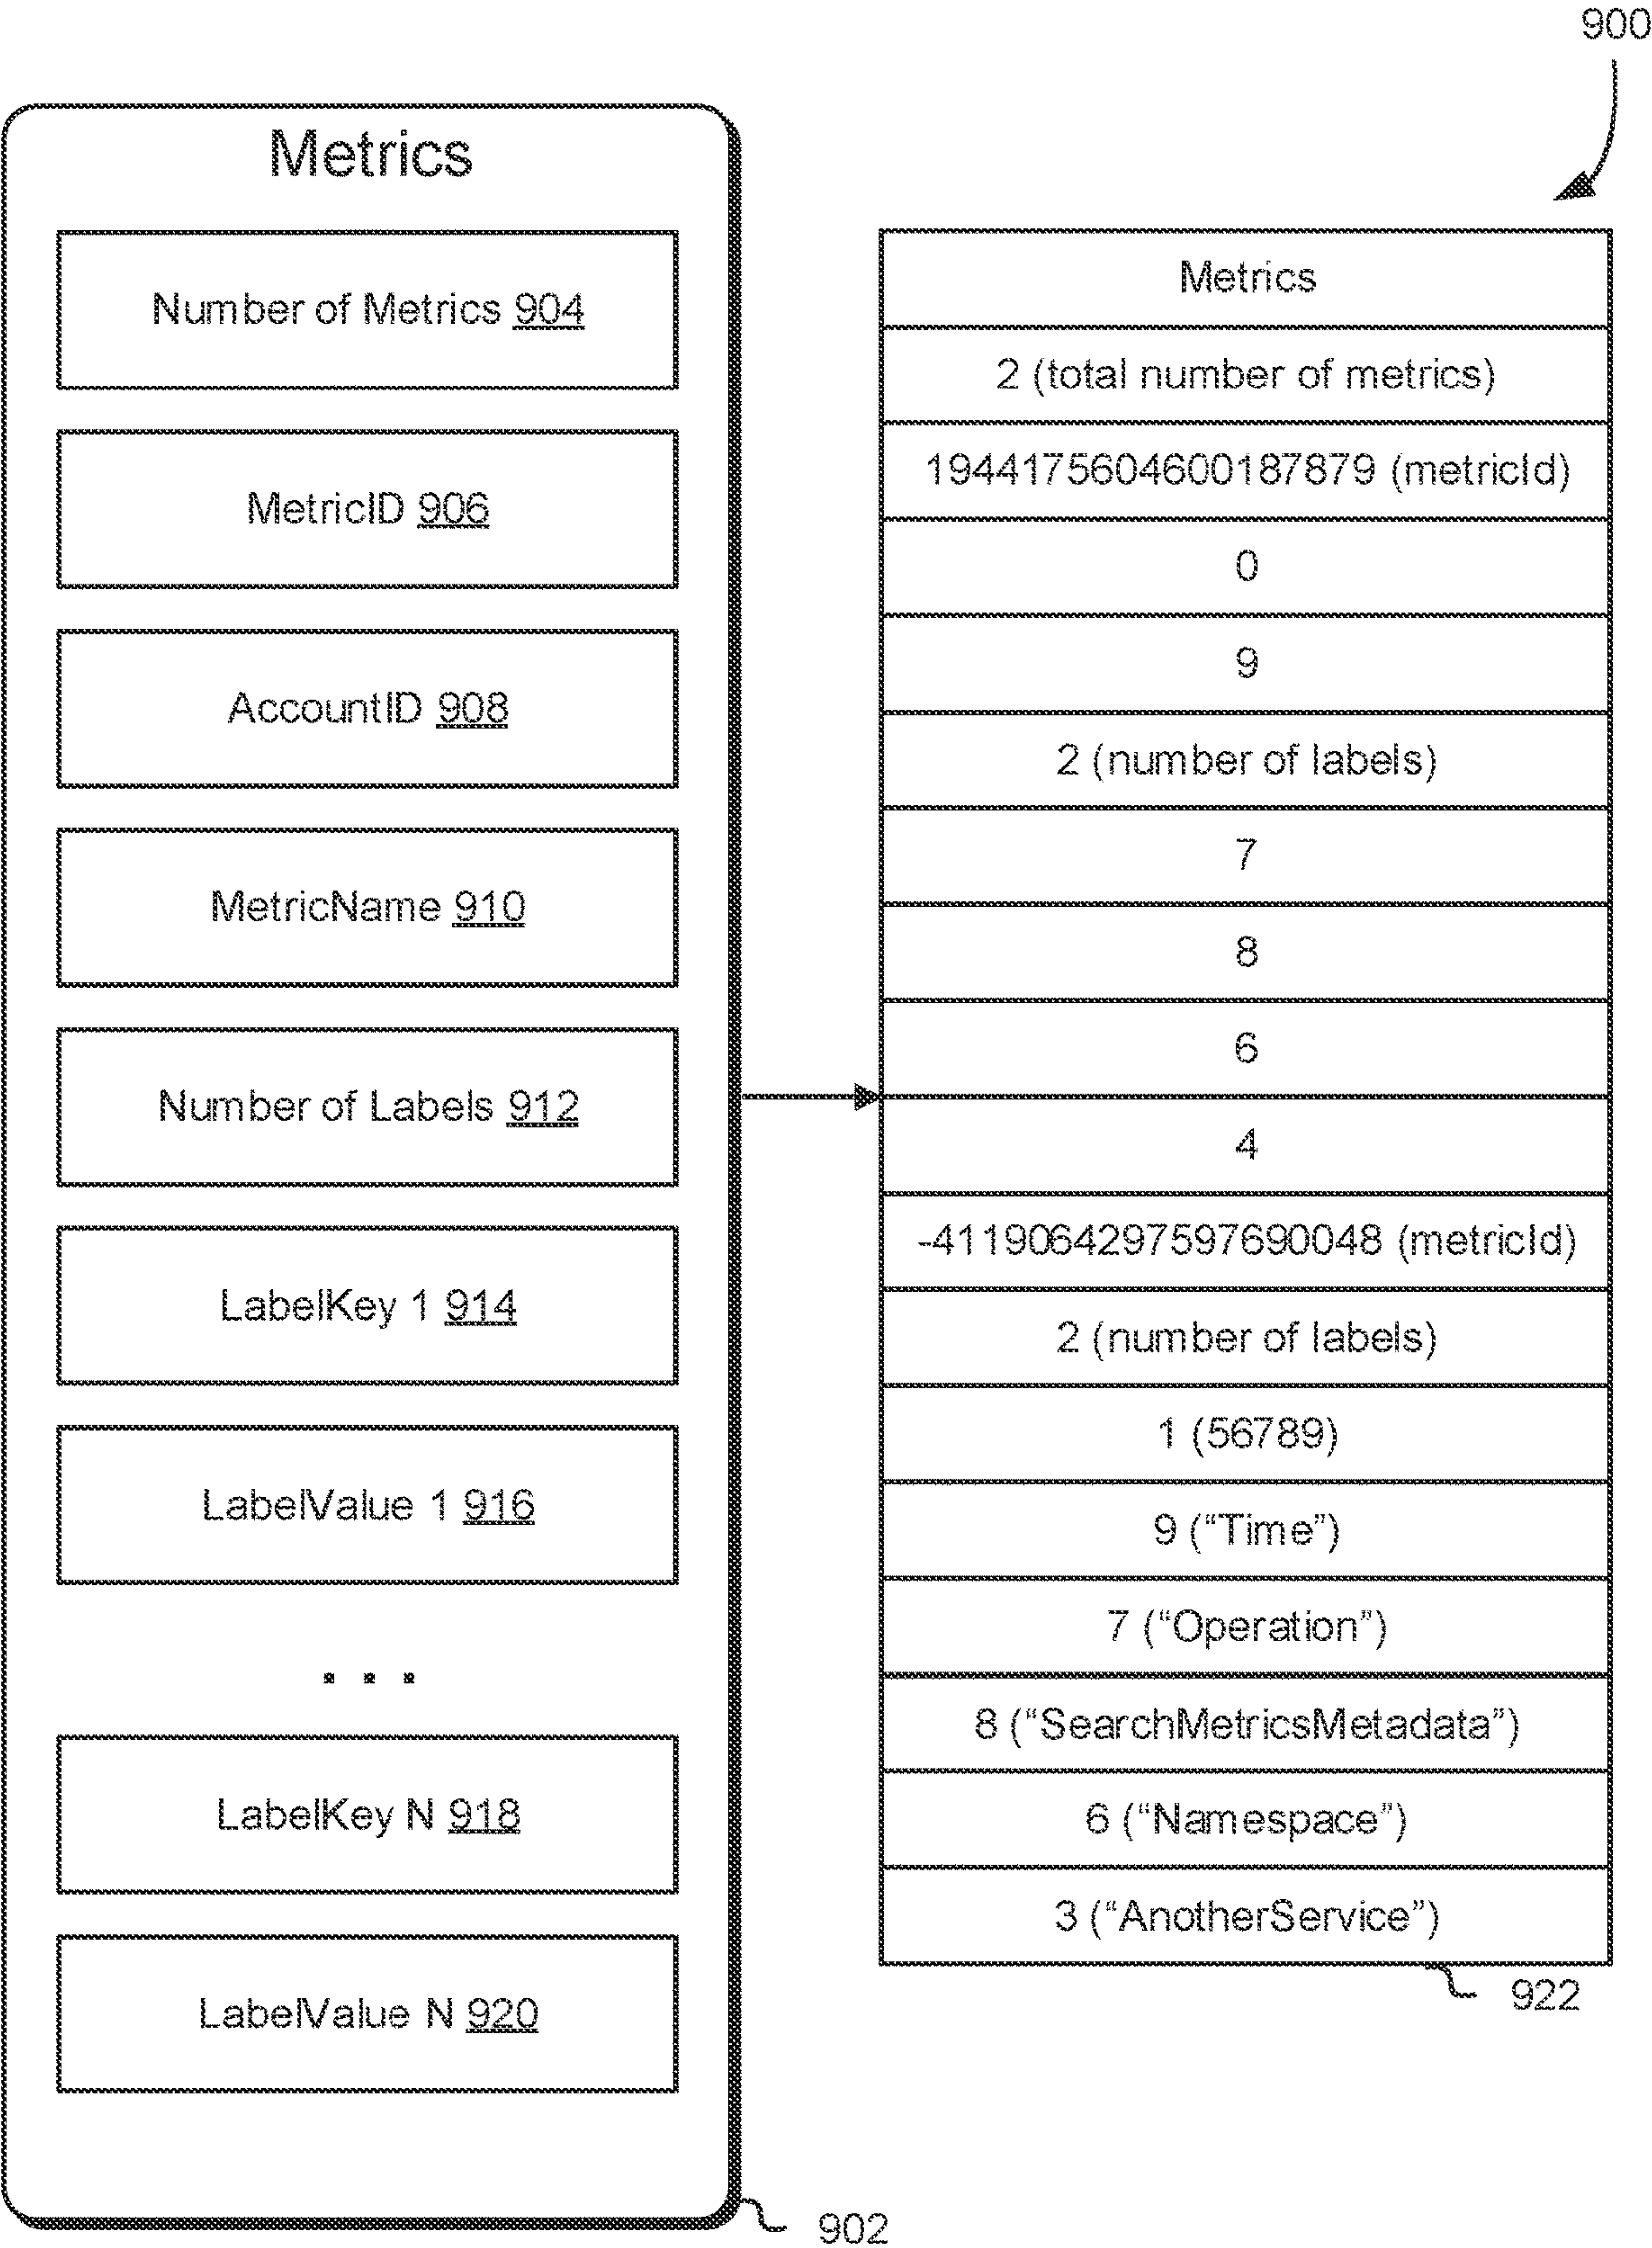 900
Metrics
Number of Metrics 904
MetricID 906
AccountID 908
MetricName 910
Number of Labels 912
LabelKey 1 914
LabelValue 1 916
. . .
LabelKey N 918
LabelValue N 920
902
Metrics
2 (total number of metrics)
1944175604600187879 (metricId)
0
9
2 (number of labels)
7
8
6
4
-4119064297597690048 (metricId)
2 (number of labels)
1 (56789)
9 (“Time”)
7 (“Operation”)
8 (“SearchMetricsMetadata”)
6 (“Namespace”)
3 (“AnotherService”)
922